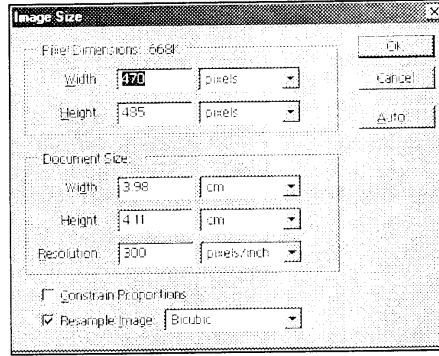 Image Size
Pixel Dimensions: 668K
OK
Width: 470 pixels
Cancel
Height: 485 pixels
Auto...
Document Size:
Width: 3.98 cm
Height: 4.11 cm
Resolution: 300 pixels/inch
Constrain Proportions
Resample Image: Bicubic